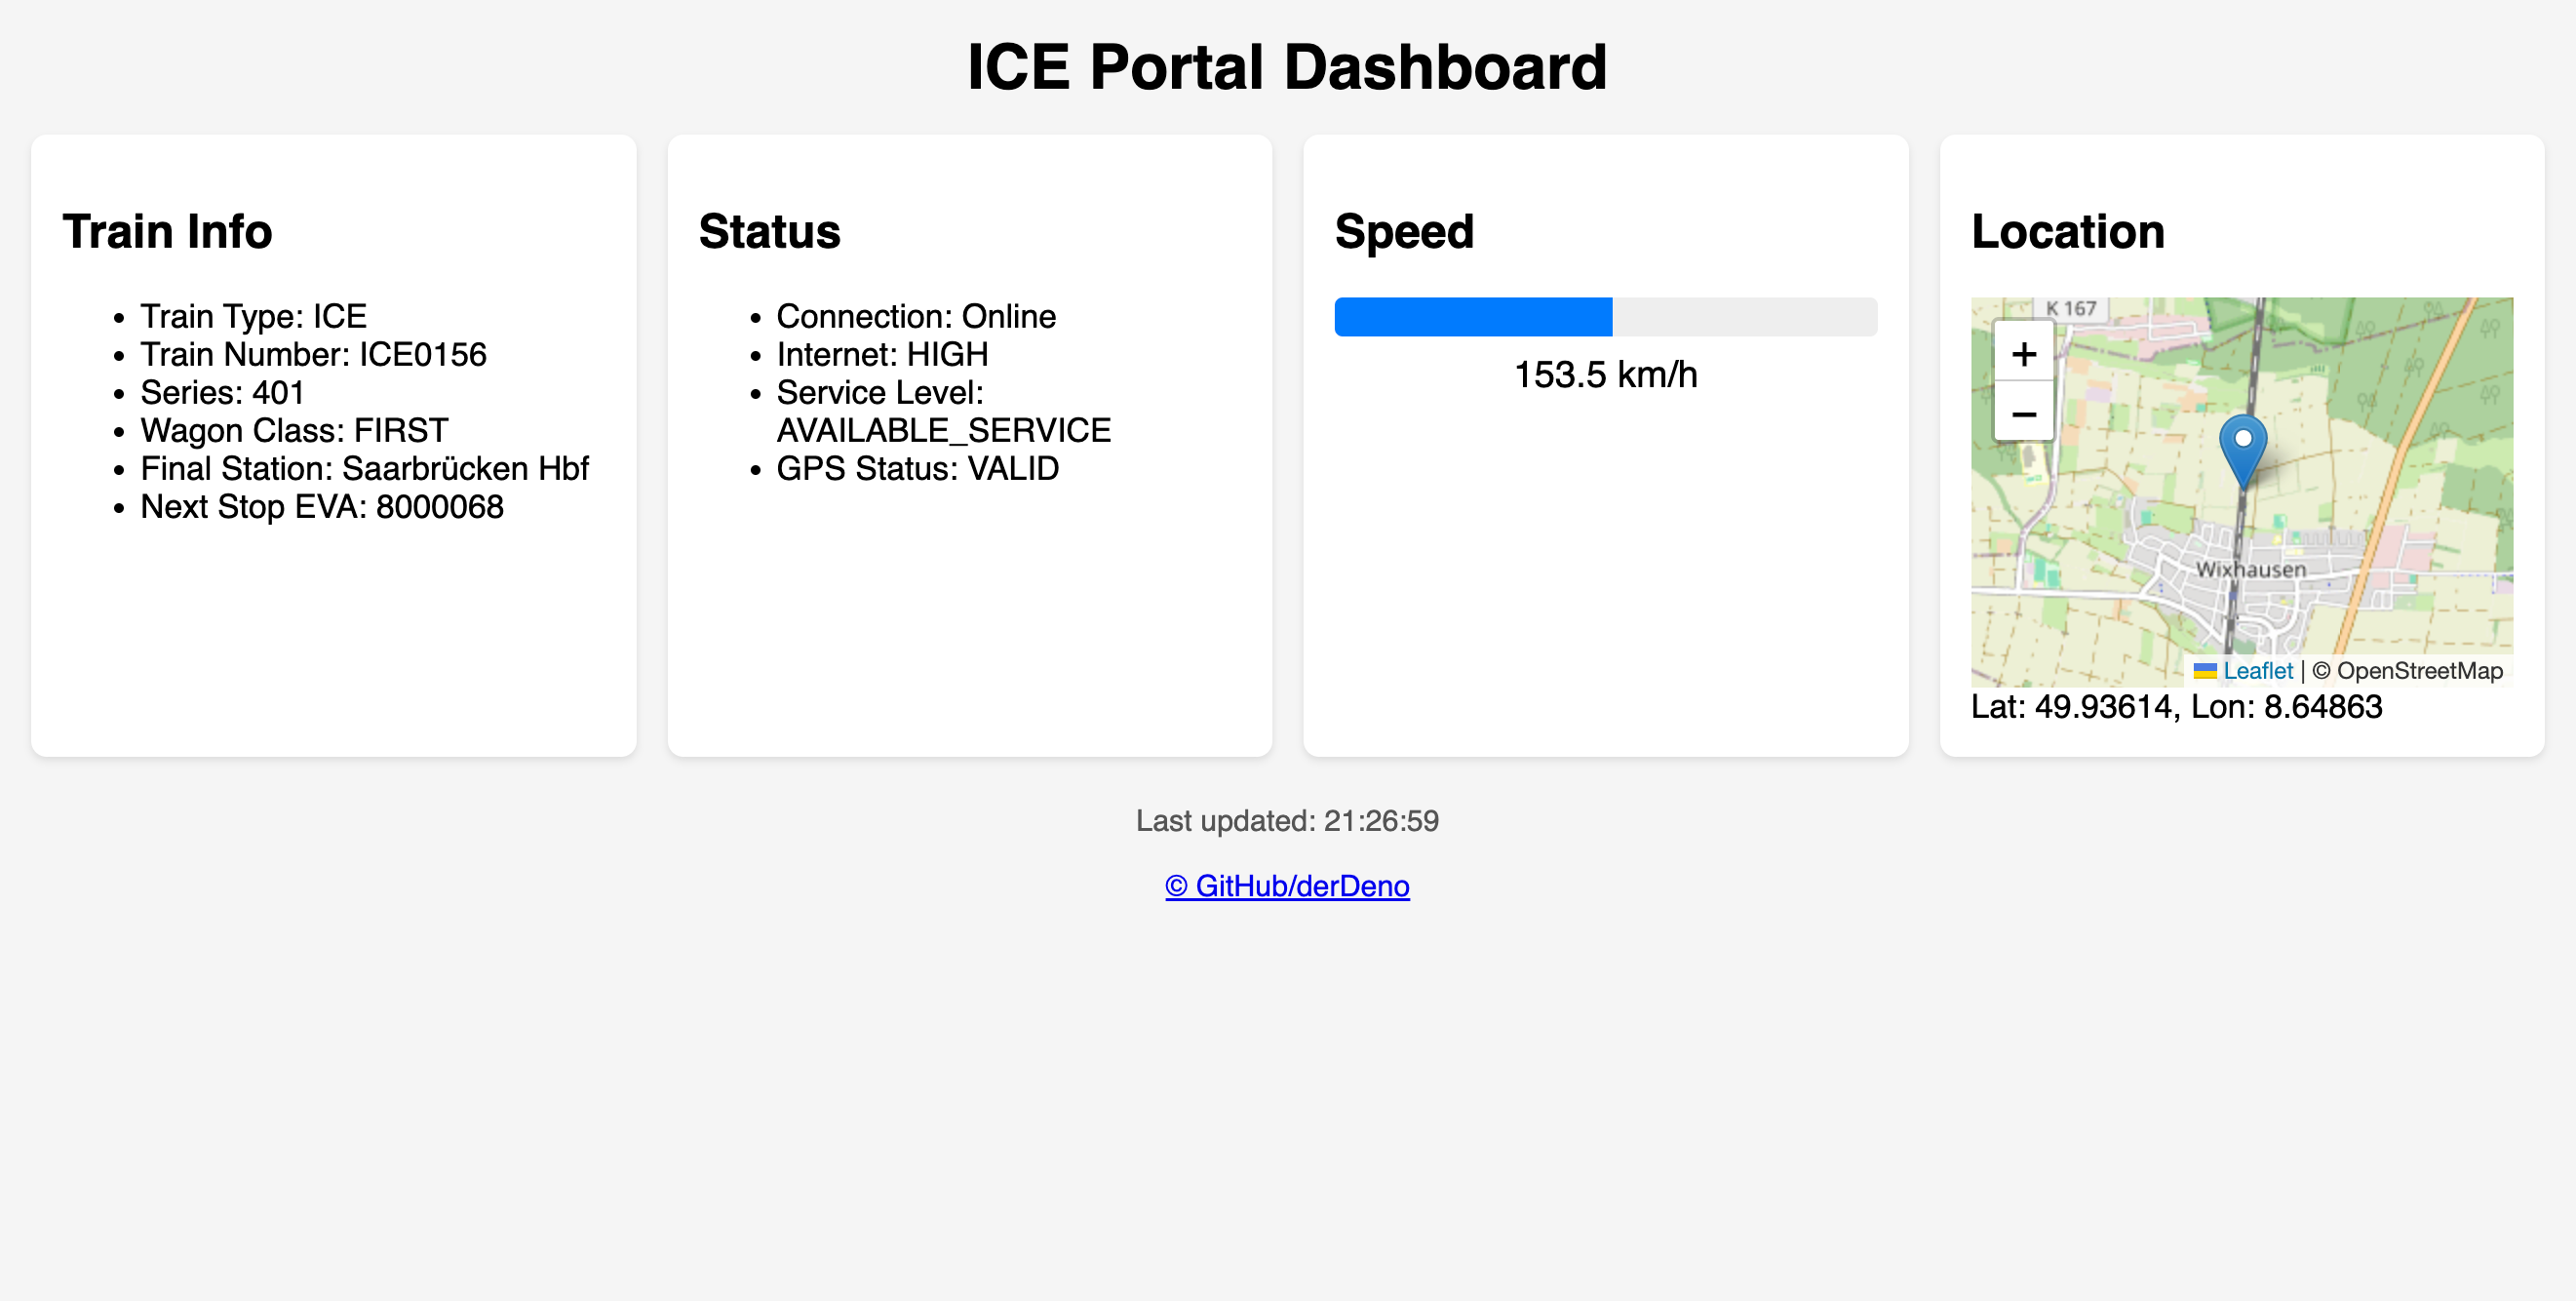 ICE Portal Dashboard
Train Info
• Train Type: ICE
• Train Number: ICE0156
• Series: 401
• Wagon Class: FIRST
• Final Station: Saarbrücken Hbf
• Next Stop EVA: 8000068
Status
• Connection: Online
• Internet: HIGH
• Service Level:
AVAILABLE_SERVICE
• GPS Status: VALID
Speed
153.5 km/h
Location
K 167
+
−
Wixhausen
Leaflet | © OpenStreetMap
Lat: 49.93614, Lon: 8.64863
Last updated: 21:26:59
© GitHub/derDeno